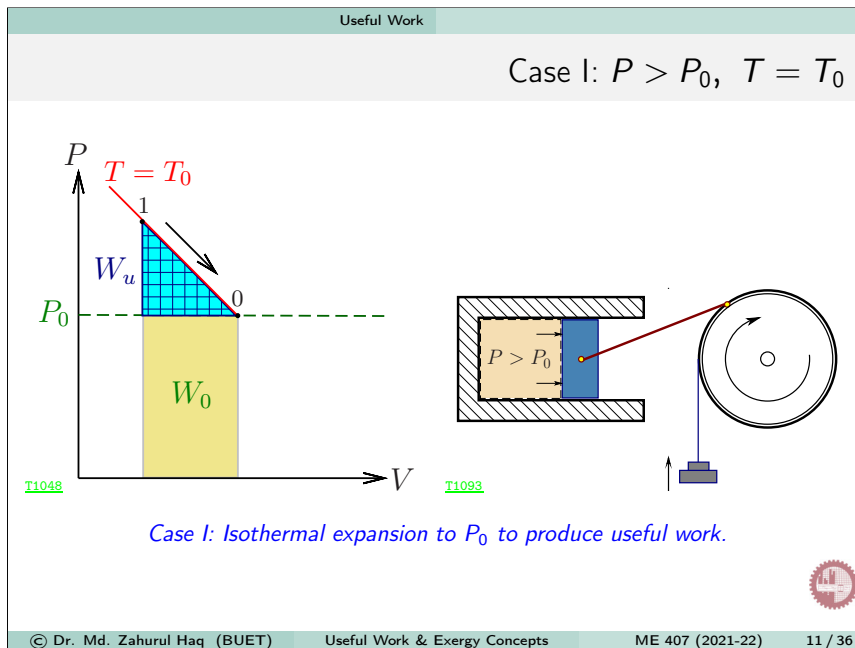 Useful Work
Case I: P > P₀, T = T₀
P
T = T₀
1
W_u
0
P₀
W₀
V
T1048
P > P₀
T1093
Case I: Isothermal expansion to P₀ to produce useful work.
© Dr. Md. Zahurul Haq (BUET) Useful Work & Exergy Concepts ME 407 (2021-22) 11 / 36